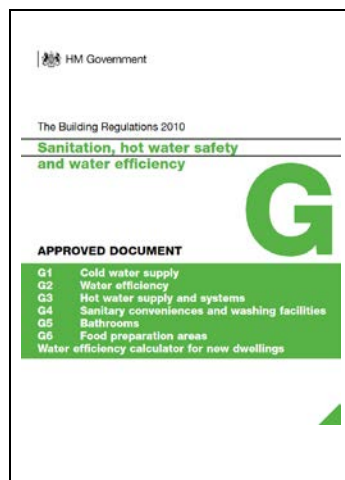 HM Government
The Building Regulations 2010
Sanitation, hot water safety
and water efficiency
G
APPROVED DOCUMENT
G1 Cold water supply
G2 Water efficiency
G3 Hot water supply and systems
G4 Sanitary conveniences and washing facilities
G5 Bathrooms
G6 Food preparation areas
Water efficiency calculator for new dwellings